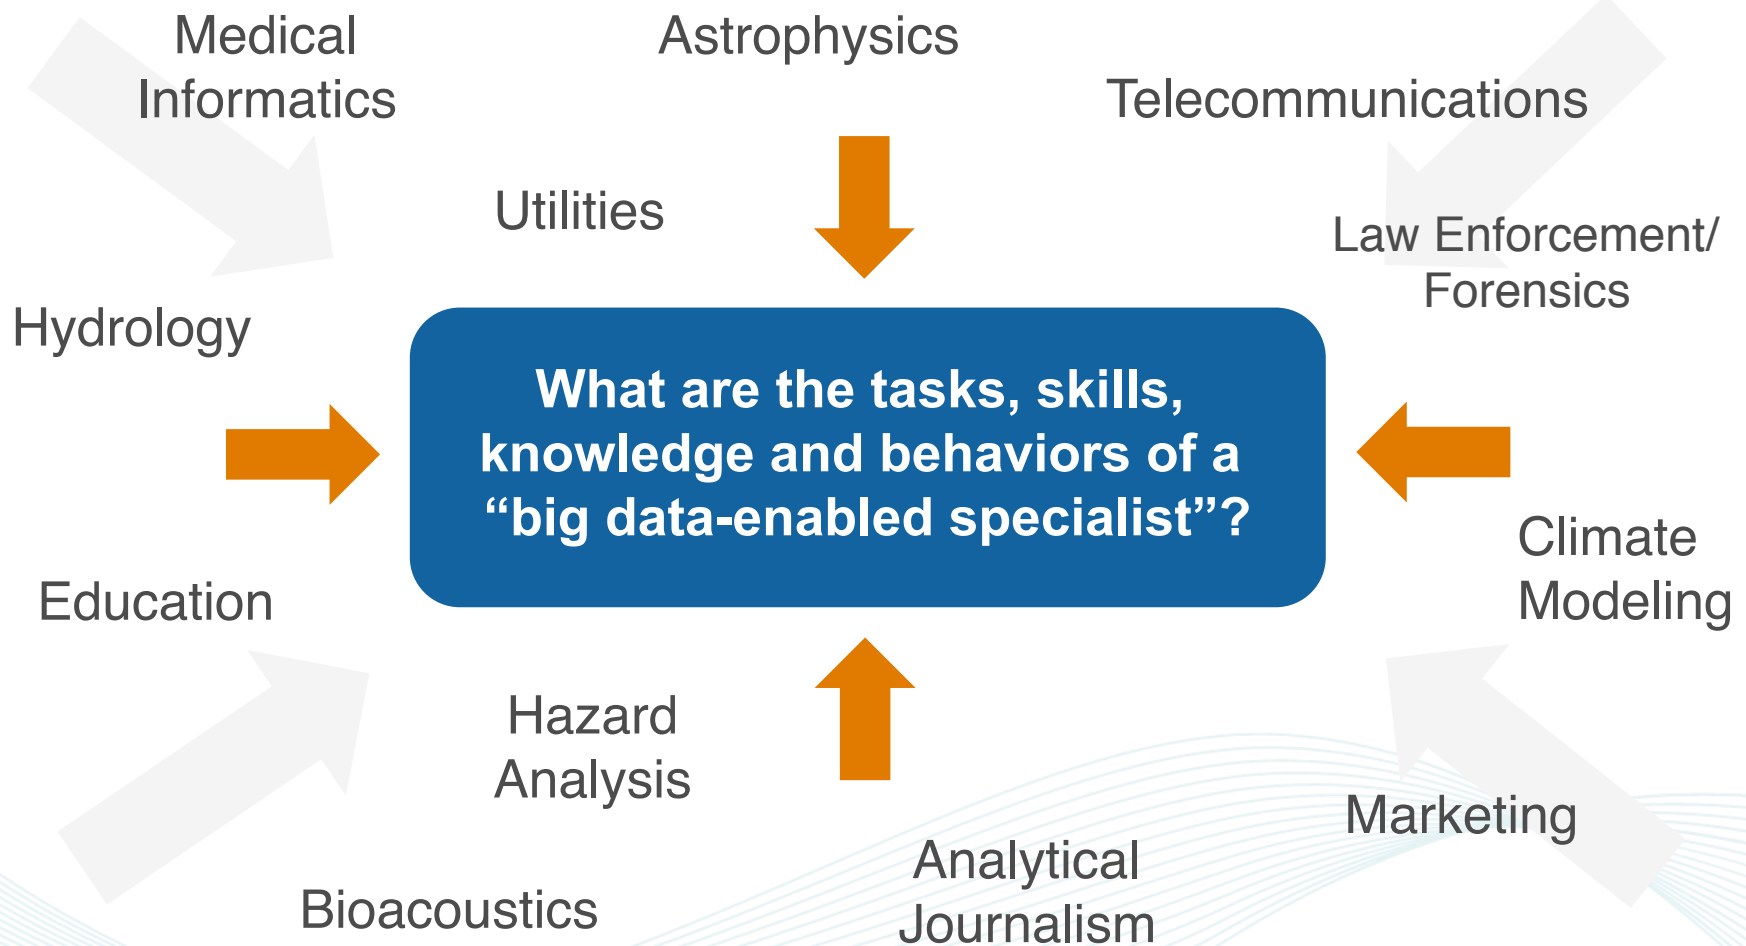 Medical
Informatics
Astrophysics
Telecommunications
Utilities
Law Enforcement/
Forensics
Hydrology
What are the tasks, skills,
knowledge and behaviors of a
“big data-enabled specialist”?
Climate
Modeling
Education
Hazard
Analysis
Marketing
Analytical
Journalism
Bioacoustics